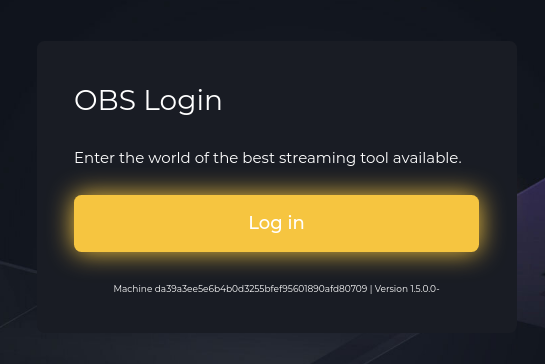 OBS Login
Enter the world of the best streaming tool available.
Log in
Machine da39a3ee5e6b4b0d3255bfef95601890afd80709 | Version 1.5.0.0-